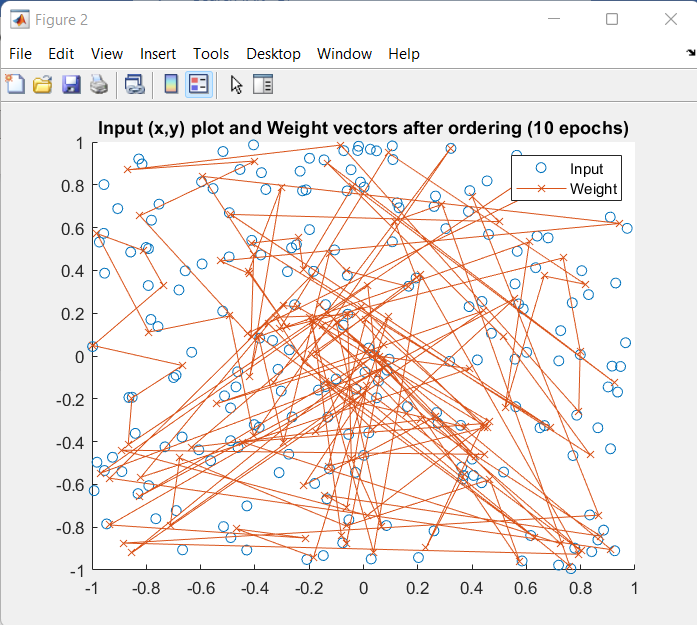 Figure 2
File Edit View Insert Tools Desktop Window Help
Input (x,y) plot and Weight vectors after ordering (10 epochs)
Input
Weight
1
0.8
0.6
0.4
0.2
0
-0.2
-0.4
-0.6
-0.8
-1
-1 -0.8 -0.6 -0.4 -0.2 0 0.2 0.4 0.6 0.8 1